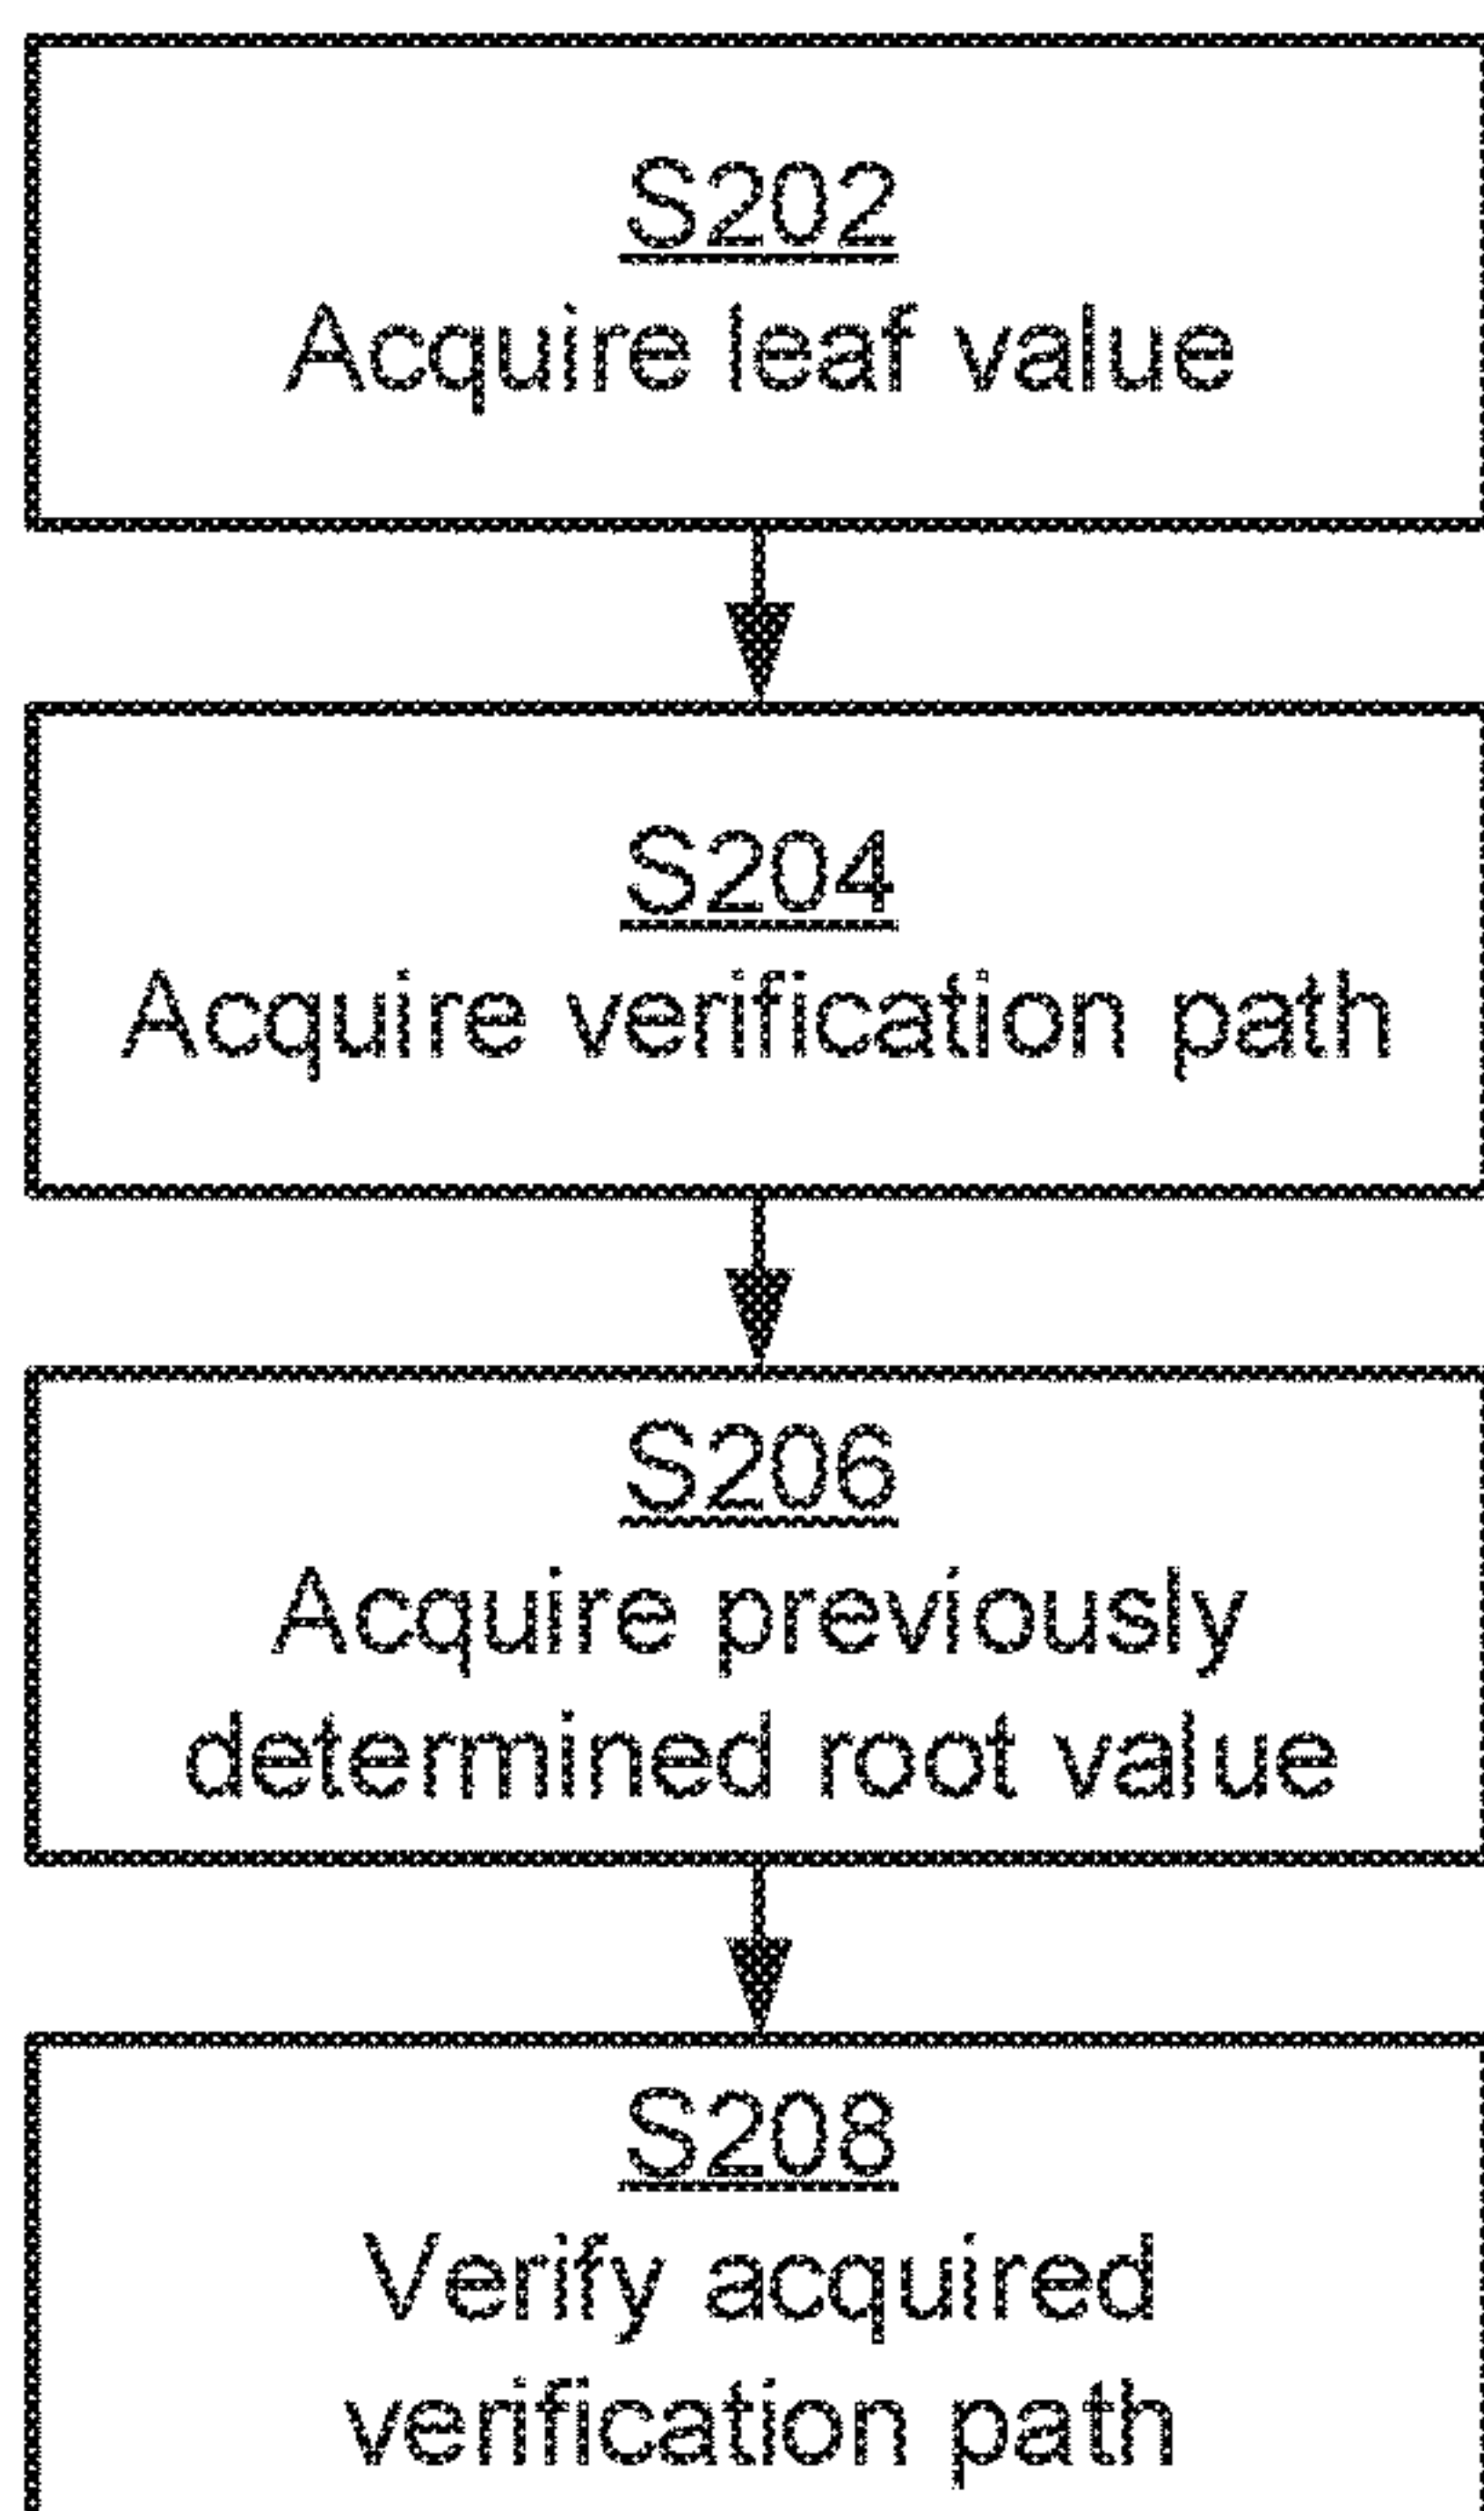 S202
Acquire leaf value
S204
Acquire verification path
S206
Acquire previously
determined root value
S208
Verify acquired
verification path